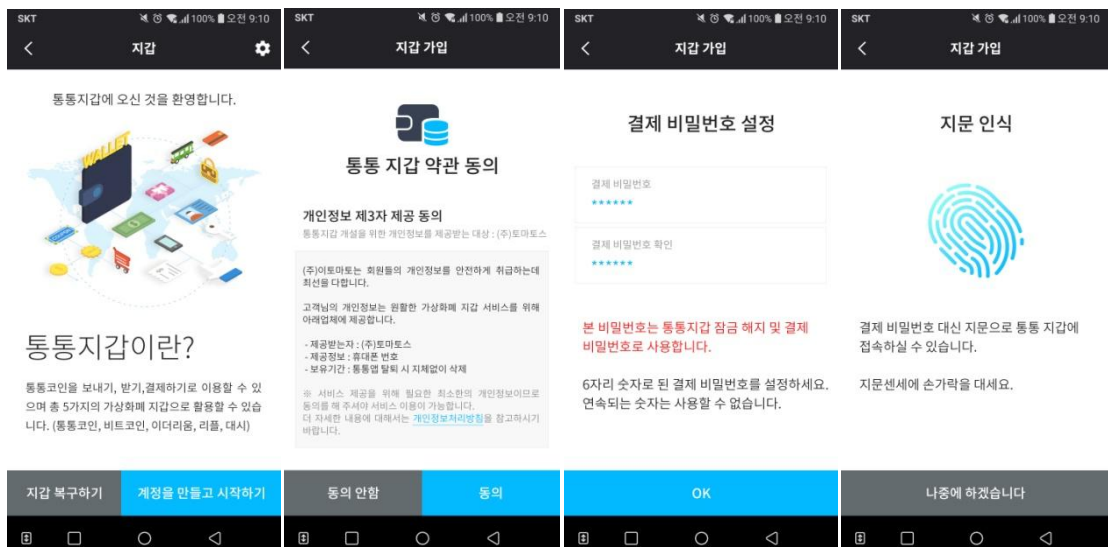 SKT
100% 오전 9:10
지갑
통통지갑에 오신 것을 환영합니다.
WALLET
통통지갑이란?
통통코인을 보내기, 받기,결제하기로 이용할 수 있
으며 총 5가지의 가상화폐 지갑으로 활용할 수 있습
니다. (통통코인, 비트코인, 이더리움, 리플, 대시)
지갑 복구하기
계정을 만들고 시작하기
SKT
100% 오전 9:10
지갑 가입
통통 지갑 약관 동의
개인정보 제3자 제공 동의
통통지갑 개설을 위한 개인정보를 제공받는 대상 : (주)토마토스
(주)이토마토는 회원들의 개인정보를 안전하게 취급하는데
최선을 다합니다.
고객님의 개인정보는 원활한 가상화폐 지갑 서비스를 위해
아래업체에 제공합니다.
- 제공받는자 : (주)토마토스
- 제공정보 : 휴대폰 번호
- 보유기간 : 통통앱 탈퇴 시 지체없이 삭제
※ 서비스 제공을 위해 필요한 최소한의 개인정보이므로
동의를 해 주셔야 서비스 이용이 가능합니다.
더 자세한 내용에 대해서는 개인정보처리방침을 참고하시기
바랍니다.
동의 안함
동의
SKT
100% 오전 9:10
지갑 가입
결제 비밀번호 설정
결제 비밀번호
******
결제 비밀번호 확인
******
본 비밀번호는 통통지갑 잠금 해지 및 결제
비밀번호로 사용합니다.
6자리 숫자로 된 결제 비밀번호를 설정하세요.
연속되는 숫자는 사용할 수 없습니다.
OK
SKT
100% 오전 9:10
지갑 가입
지문 인식
결제 비밀번호 대신 지문으로 통통 지갑에
접속하실 수 있습니다.
지문센세에 손가락을 대세요.
나중에 하겠습니다